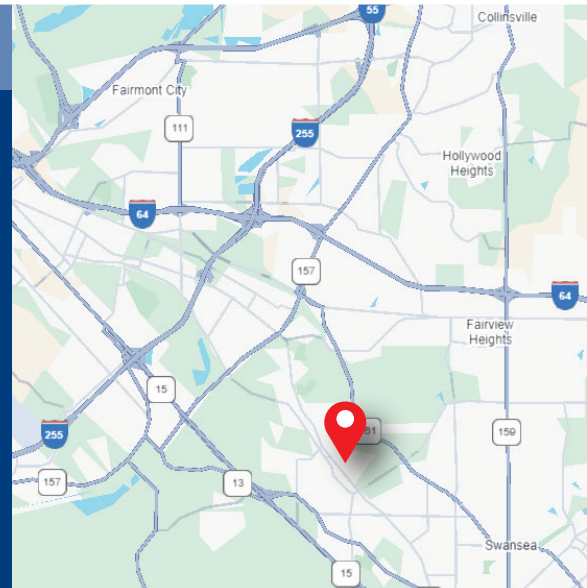 55
Collinsville
Fairmont City
111
255
Hollywood
Heights
64
157
64
Fairview
Heights
15
61
159
255
157
13
Swansea
15